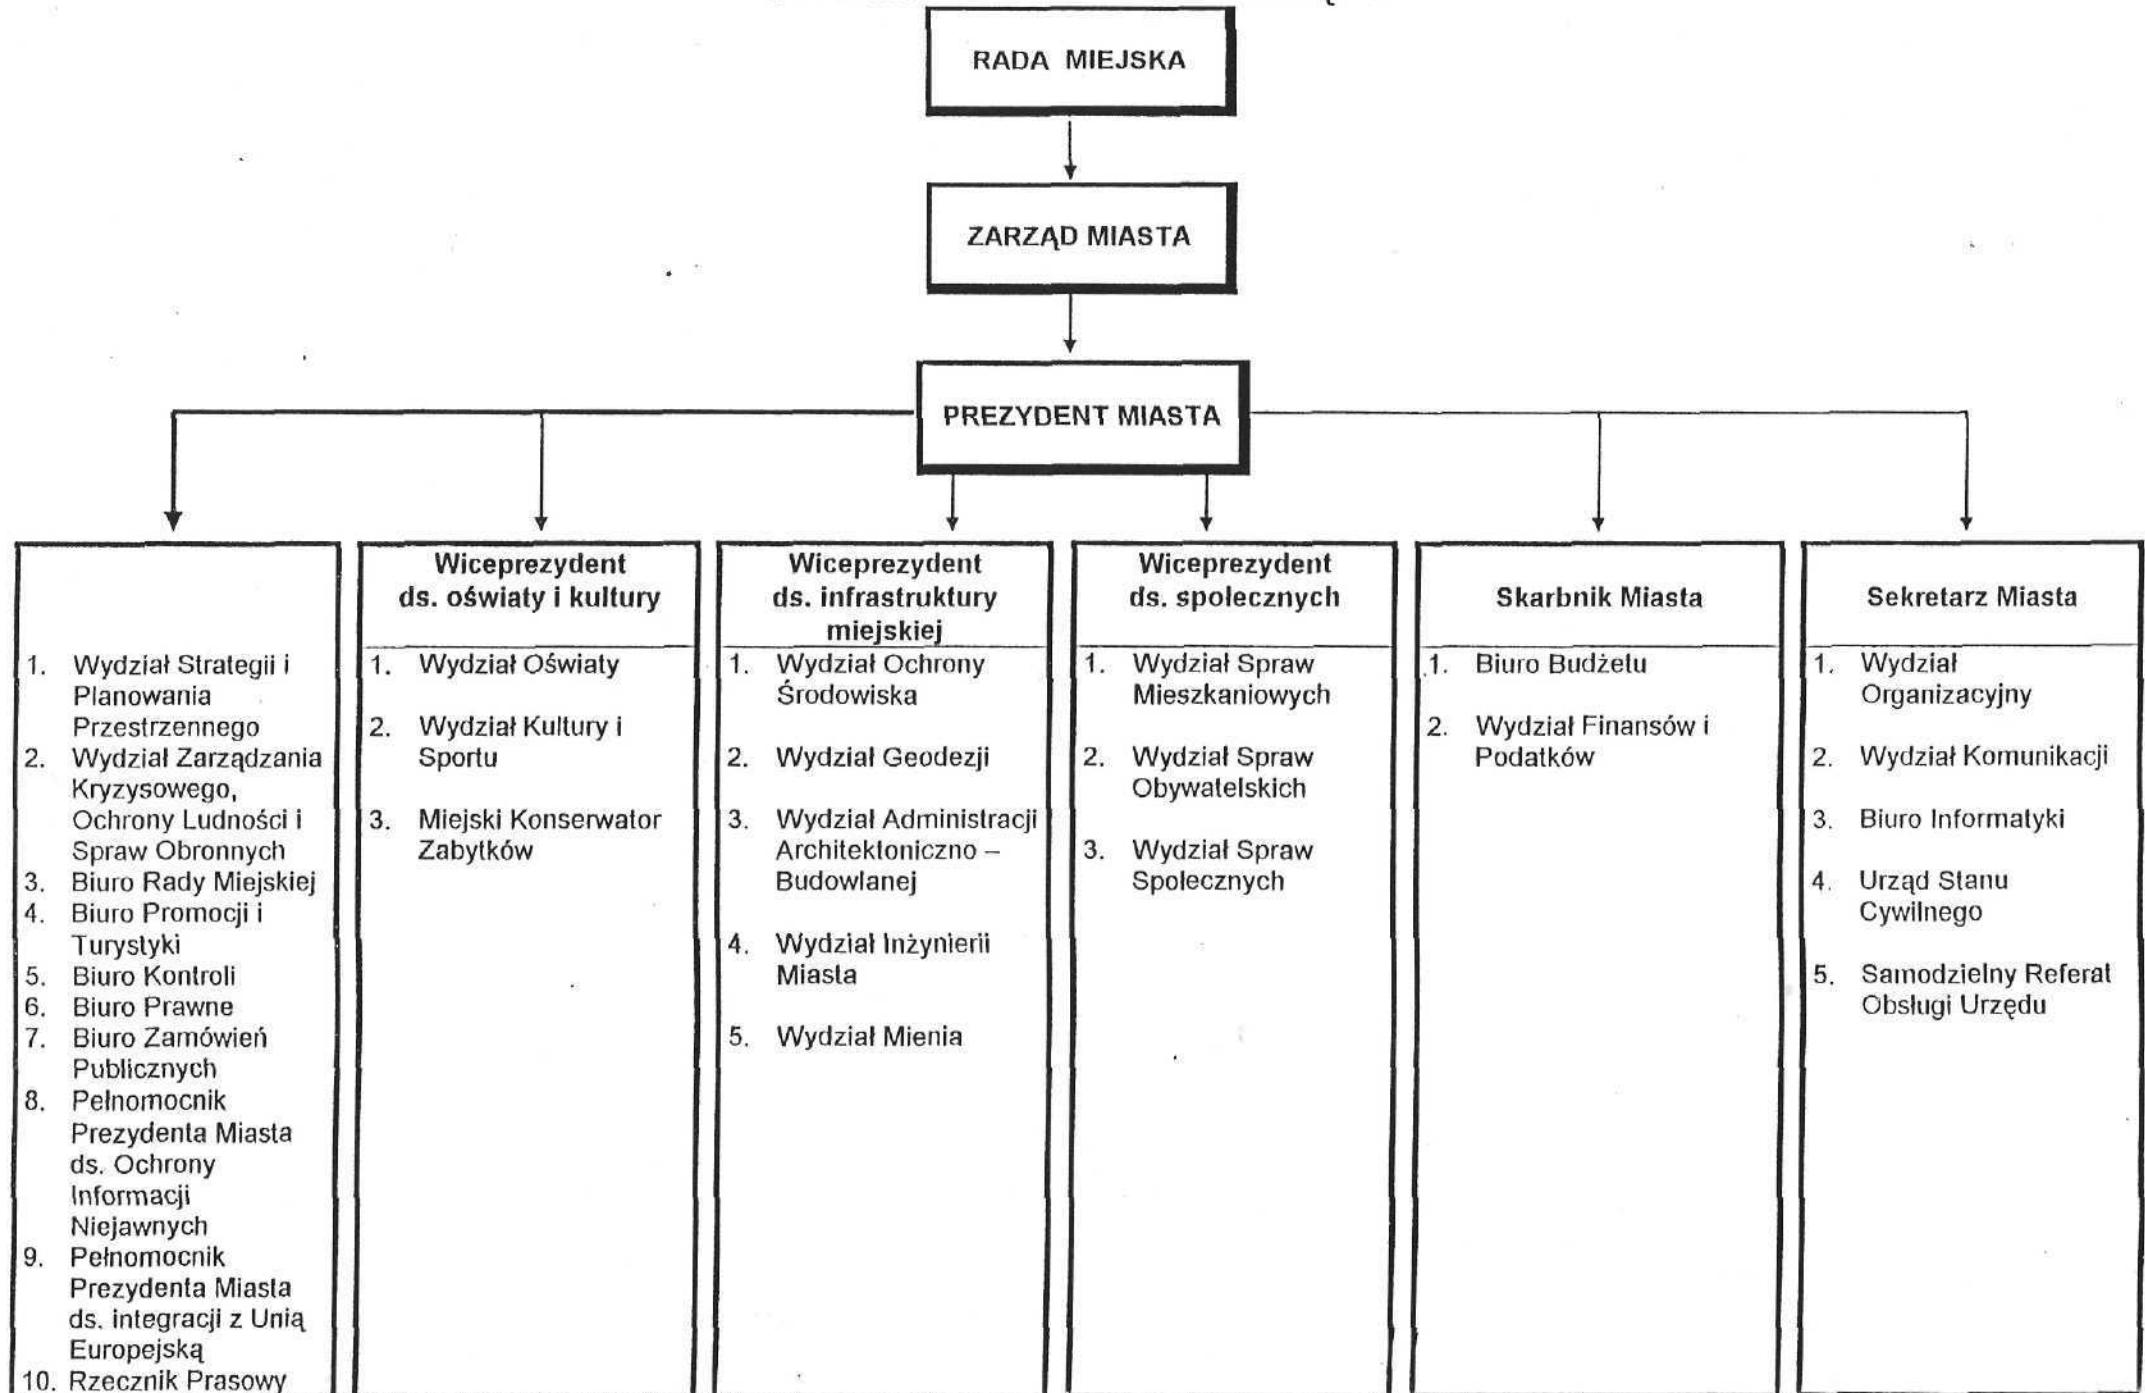 RADA MIEJSKA
ZARZĄD MIASTA
PREZYDENT MIASTA
1. Wydział Strategii i
Planowania
Przestrzennego
2. Wydział Zarządzania
Kryzysowego,
Ochrony Ludności i
Spraw Obronnych
3. Biuro Rady Miejskiej
4. Biuro Promocji i
Turystyki
5. Biuro Kontroli
6. Biuro Prawne
7. Biuro Zamówień
Publicznych
8. Pełnomocnik
Prezydenta Miasta
ds. Ochrony
Informacji
Niejawnych
9. Pełnomocnik
Prezydenta Miasta
ds. integracji z Unią
Europejską
10. Rzecznik Prasowy
Wiceprezydent
ds. oświaty i kultury
1. Wydział Oświaty
2. Wydział Kultury i
Sportu
3. Miejski Konserwator
Zabytków
Wiceprezydent
ds. infrastruktury
miejskiej
1. Wydział Ochrony
Środowiska
2. Wydział Geodezji
3. Wydział Administracji
Architektoniczno –
Budowlanej
4. Wydział Inżynierii
Miasta
5. Wydział Mienia
Wiceprezydent
ds. społecznych
1. Wydział Spraw
Mieszkaniowych
2. Wydział Spraw
Obywatelskich
3. Wydział Spraw
Społecznych
Skarbnik Miasta
1. Biuro Budżetu
2. Wydział Finansów i
Podatków
Sekretarz Miasta
1. Wydział
Organizacyjny
2. Wydział Komunikacji
3. Biuro Informatyki
4. Urząd Stanu
Cywilnego
5. Samodzielny Referat
Obsługi Urzędu